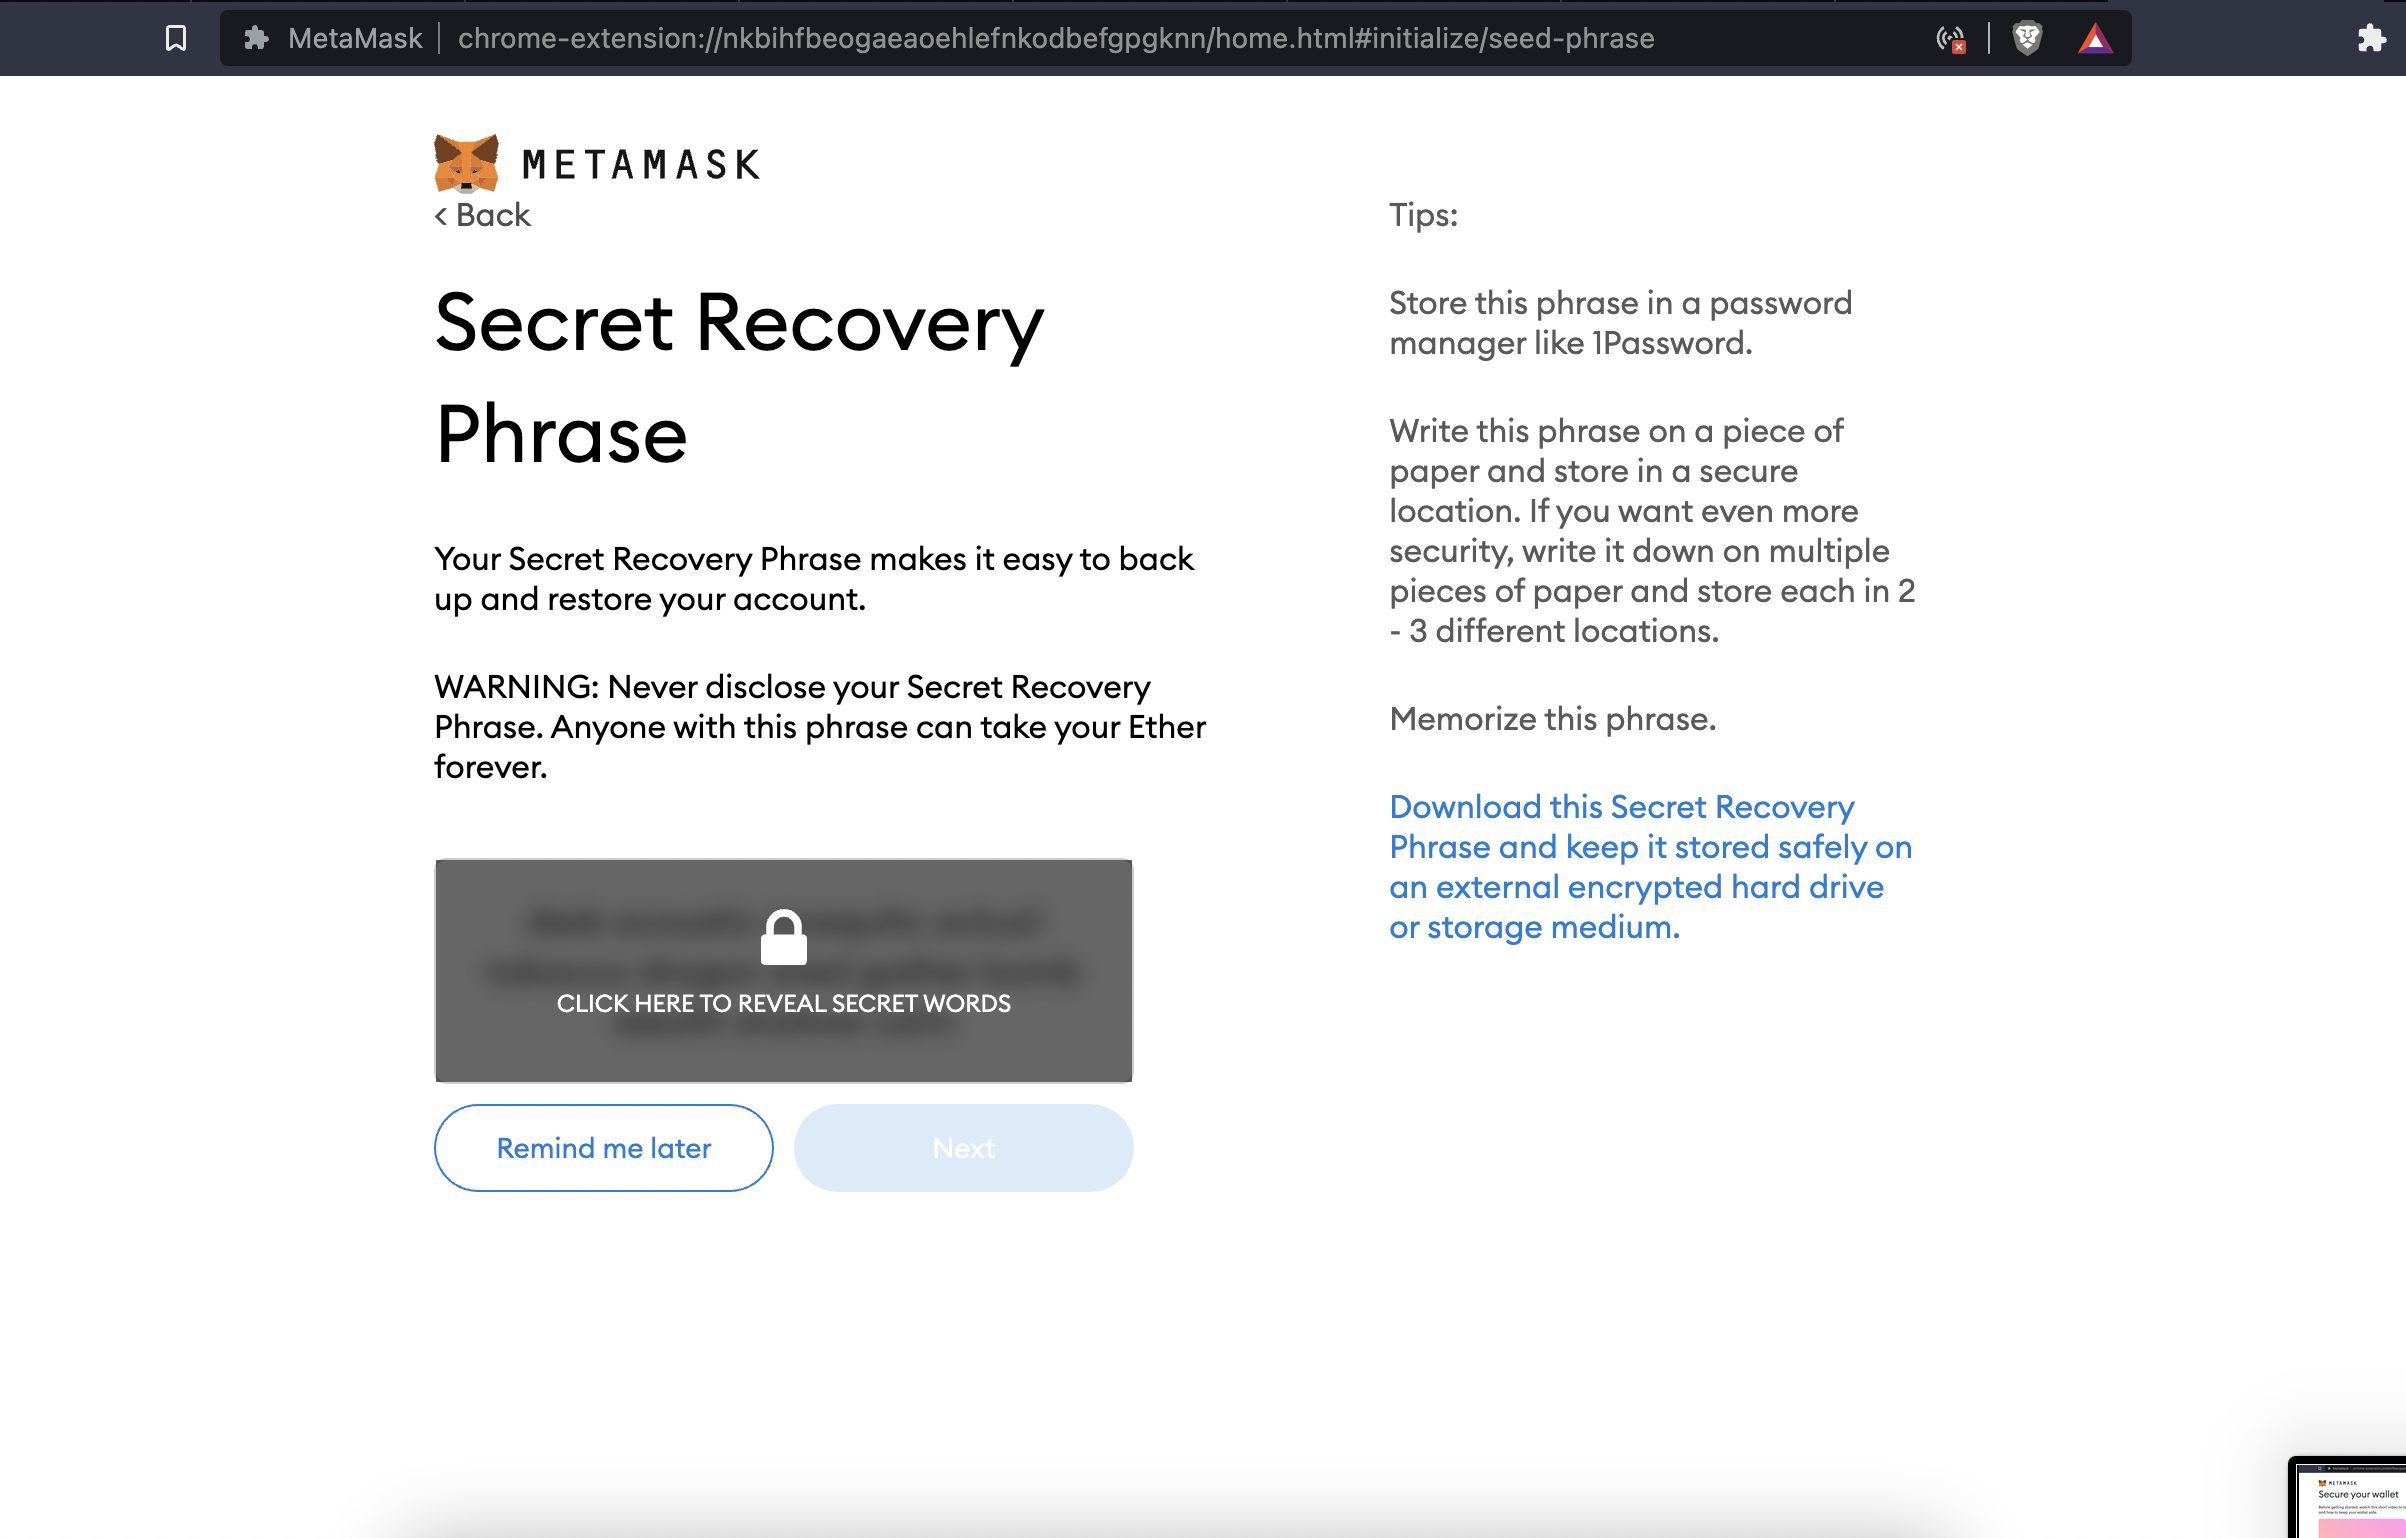 MetaMask
chrome-extension://nkbihfbeogaeaoehlefnkodbefgpgknn/home.html#initialize/seed-phrase
METAMASK
< Back
Secret Recovery
Phrase
Your Secret Recovery Phrase makes it easy to back
up and restore your account.
WARNING: Never disclose your Secret Recovery
Phrase. Anyone with this phrase can take your Ether
forever.
CLICK HERE TO REVEAL SECRET WORDS
Remind me later
Next
Tips:
Store this phrase in a password
manager like 1Password.
Write this phrase on a piece of
paper and store in a secure
location. If you want even more
security, write it down on multiple
pieces of paper and store each in 2
- 3 different locations.
Memorize this phrase.
Download this Secret Recovery
Phrase and keep it stored safely on
an external encrypted hard drive
or storage medium.
METAMASK
Secure your wallet